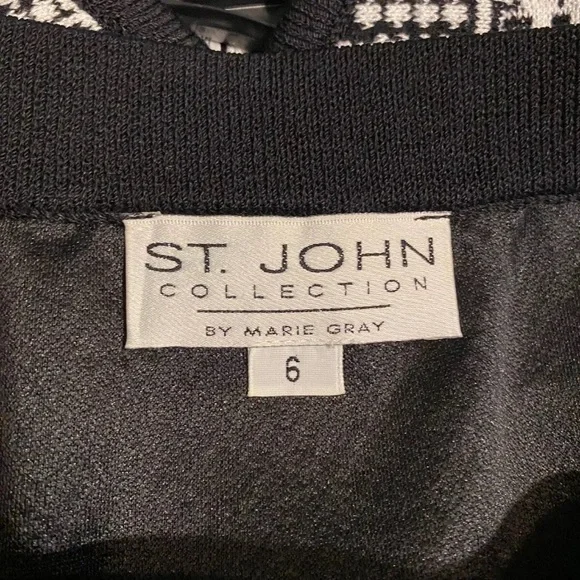 ST. JOHN
COLLECTION
BY MARIE GRAY
6